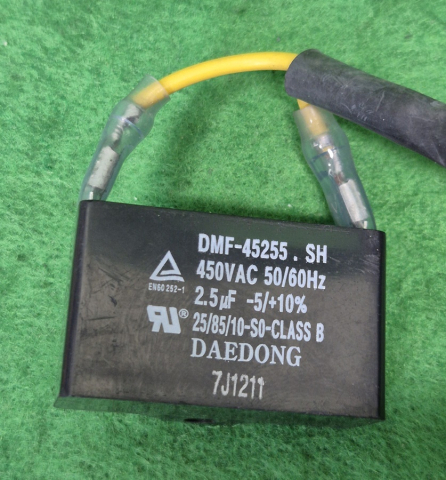 DMF-45255 . SH
450VAC 50/60Hz
EN60 252-1
2.5µF -5/+10%
25/85/10-S0-CLASS B
DAEDONG
7J1211